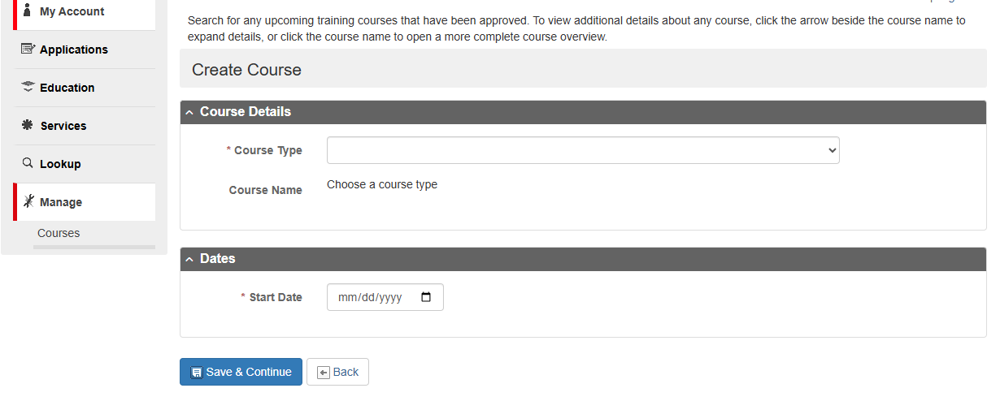 My Account
Applications
Education
Services
Lookup
Manage
Courses
Search for any upcoming training courses that have been approved. To view additional details about any course, click the arrow beside the course name to
expand details, or click the course name to open a more complete course overview.
Create Course
Course Details
* Course Type
Course Name Choose a course type
Dates
* Start Date mm/dd/yyyy
Save & Continue Back